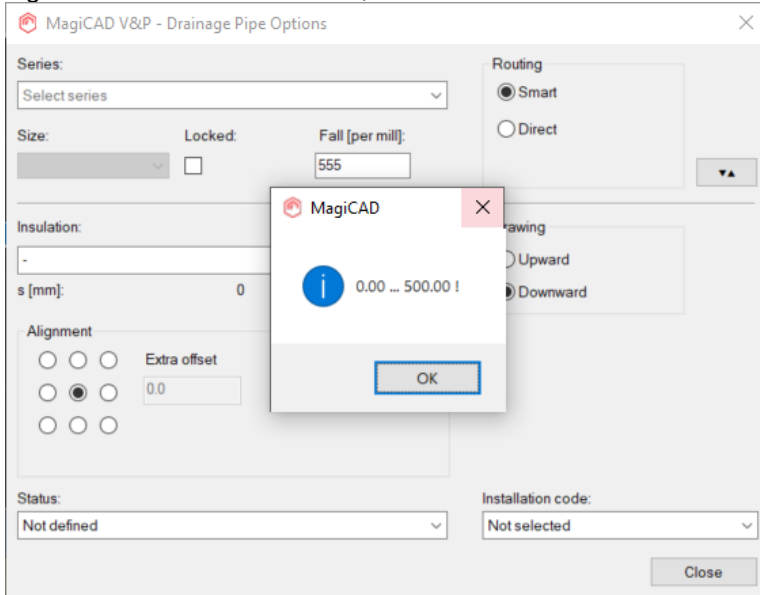 MagiCAD V&P - Drainage Pipe Options
Series:
Select series
Size:
Locked:
Fall [per mill]:
555
Routing
Smart
Direct
Insulation:
-
s [mm]:
0
MagiCAD
0.00 ... 500.00 !
OK
rawing
Upward
Downward
Alignment
Extra offset
0.0
Status:
Not defined
Installation code:
Not selected
Close